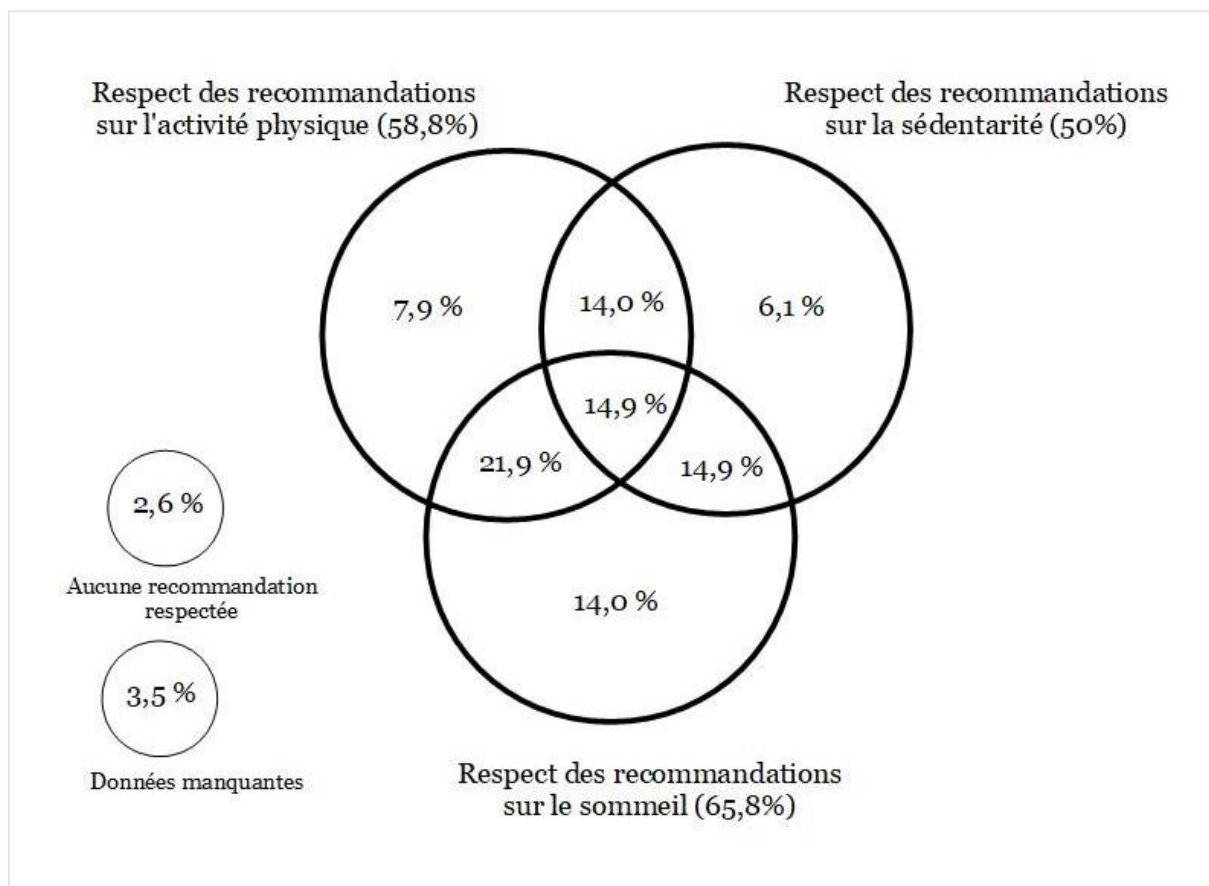 Respect des recommandations
sur l'activité physique (58,8%)
Respect des recommandations
sur la sédentarité (50%)
7,9 %
14,0 %
6,1 %
14,9 %
21,9 %
14,9 %
2,6 %
Aucune recommandation
respectée
14,0 %
3,5 %
Données manquantes
Respect des recommandations
sur le sommeil (65,8%)